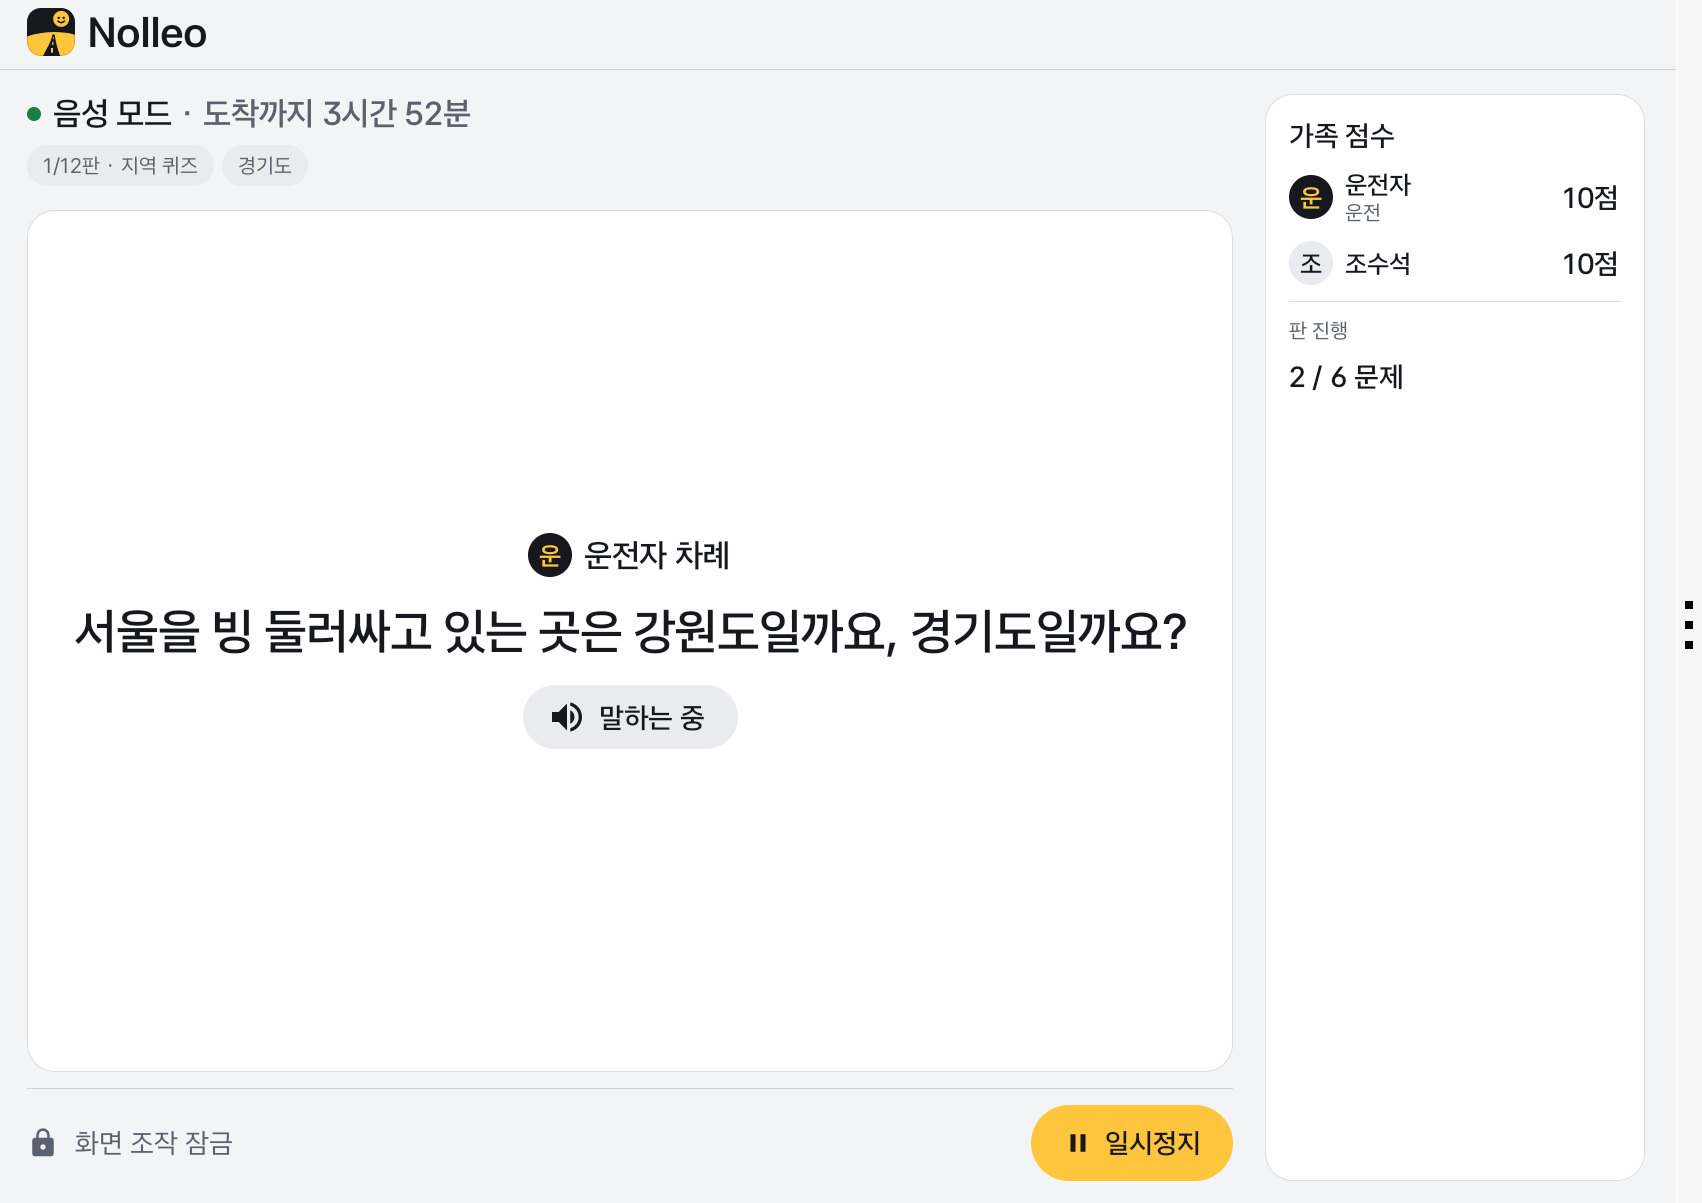 Nolleo
음성 모드 · 도착까지 3시간 52분
1/12판 · 지역 퀴즈
경기도
운 운전자 차례
서울을 빙 둘러싸고 있는 곳은 강원도일까요, 경기도일까요?
말하는 중
화면 조작 잠금
일시정지
가족 점수
운 운전자 10점
운전
조 조수석 10점
판 진행
2 / 6 문제